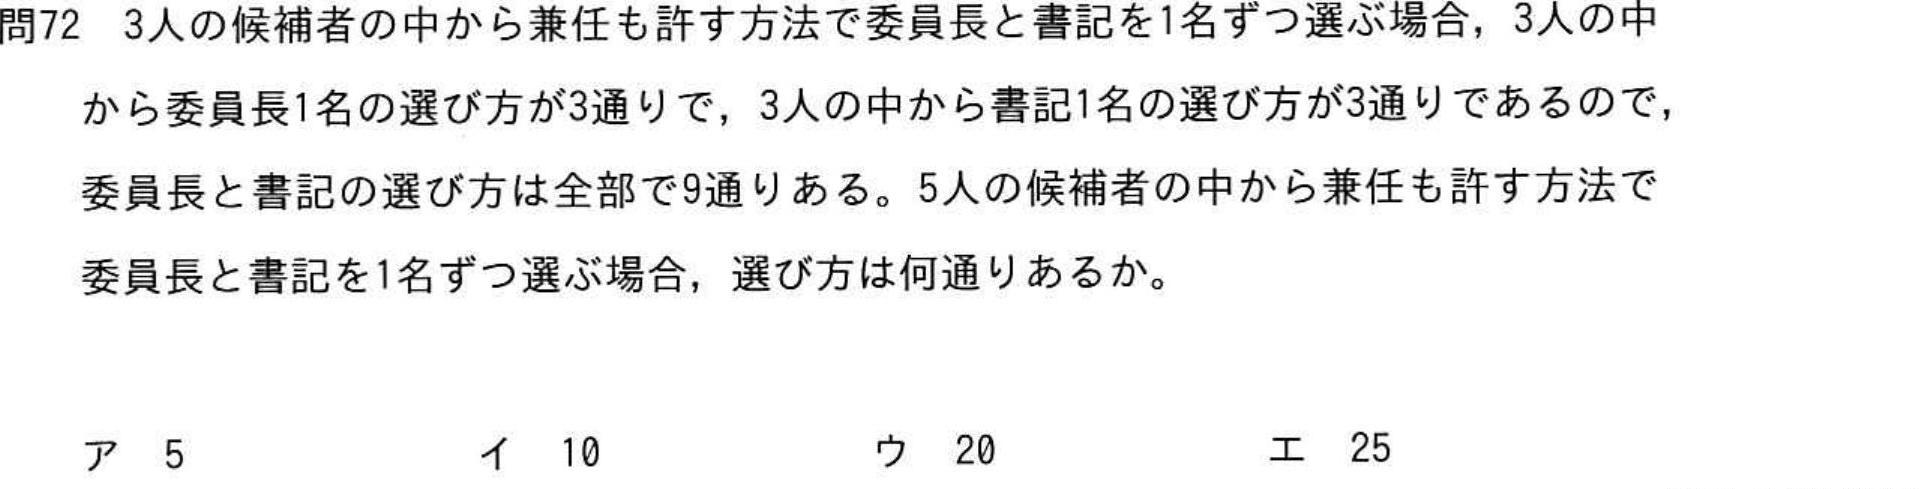 問72 3人の候補者の中から兼任も許す方法で委員長と書記を1名ずつ選ぶ場合，3人の中
から委員長1名の選び方が3通りで，3人の中から書記1名の選び方が3通りであるので，
委員長と書記の選び方は全部で9通りある。5人の候補者の中から兼任も許す方法で
委員長と書記を1名ずつ選ぶ場合，選び方は何通りあるか。
ア 5 イ 10 ウ 20 エ 25